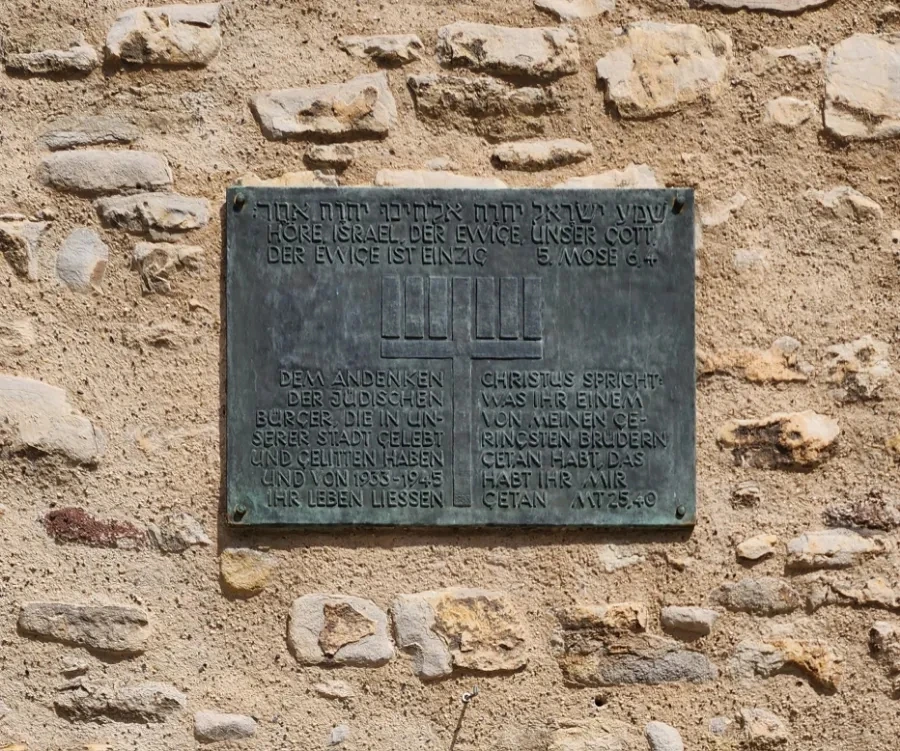 שמע ישראל יהוה אלהינו יהוה אחד:
HÖRE, ISRAEL, DER EWIGE, UNSER GOTT,
DER EWIGE IST EINZIG 5. MOSE 6,4
DEM ANDENKEN
DER JÜDISCHEN
BÜRGER, DIE IN UN-
SERER STADT GELEBT
UND GELITTEN HABEN
UND VON 1933-1945
IHR LEBEN LIESSEN
CHRISTUS SPRICHT:
WAS IHR EINEM
VON MEINEN GE-
RINGSTEN BRÜDERN
GETAN HABT, DAS
HABT IHR MIR
GETAN MT 25,40